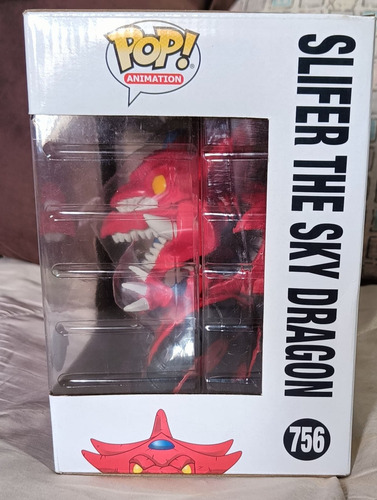 POP!
ANIMATION
SLIFER THE SKY DRAGON
756